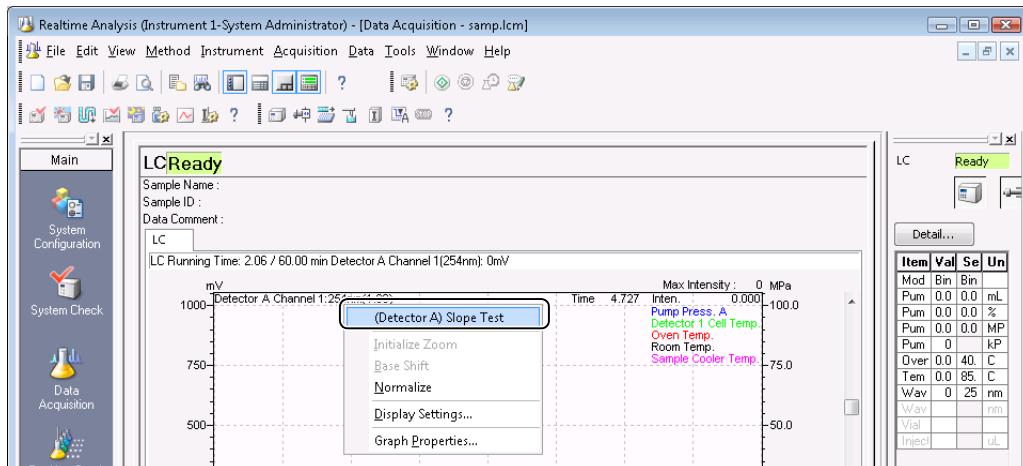 Realtime Analysis (Instrument 1-System Administrator) - [Data Acquisition - samp.lcm]
File Edit View Method Instrument Acquisition Data Tools Window Help
Main
System
Configuration
System Check
Data
Acquisition
LC Ready
Sample Name :
Sample ID :
Data Comment :
LC
LC Running Time: 2.06 / 60.00 min Detector A Channel 1(254nm): 0mV
mV
Max Intensity : 0 MPa
Detector A Channel 1:254nm(1.00)
Time 4.727 Inten. 0.000
1000
100.0
Pump Press. A
Detector 1 Cell Temp.
Oven Temp.
Room Temp.
Sample Cooler Temp.
750
75.0
500
50.0
(Detector A) Slope Test
Initialize Zoom
Base Shift
Normalize
Display Settings...
Graph Properties...
LC Ready
Detail...
Item Val Se Un
Mod Bin Bin
Pum 0.0 0.0 mL
Pum 0.0 0.0 %
Pum 0.0 0.0 MP
Pum 0 kP
Over 0.0 40. C
Tem 0.0 85. C
Wav 0 25 nm
Wav nm
Vial
Inject uL